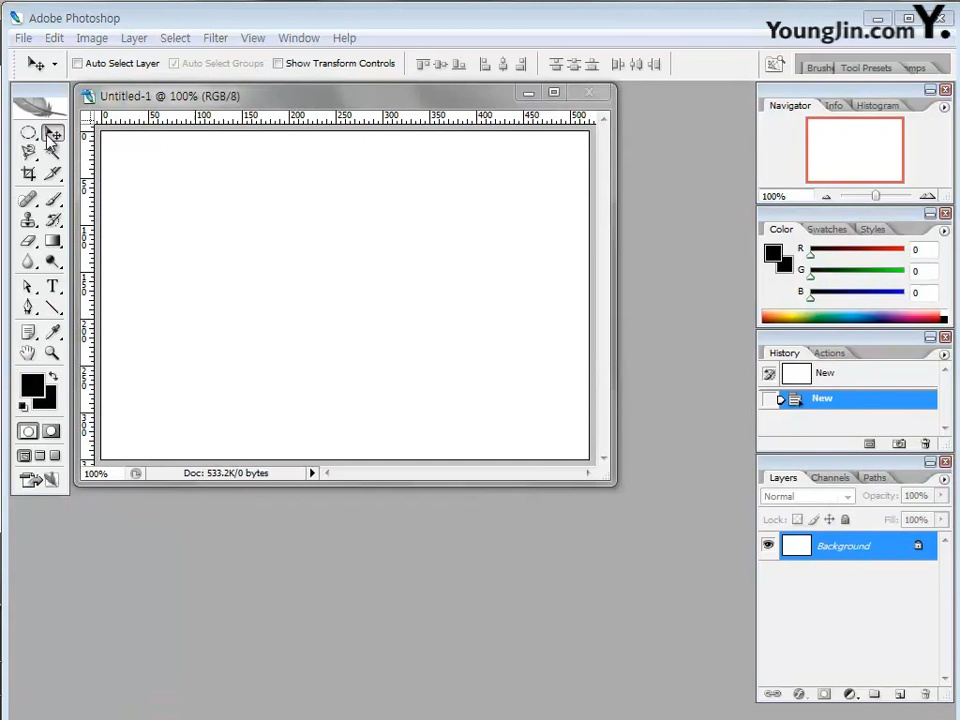 Adobe Photoshop
YoungJin.com Y.
File Edit Image Layer Select Filter View Window Help
Auto Select Layer Auto Select Groups Show Transform Controls
Brushe Tool Presets
Untitled-1 @ 100% (RGB/8)
0 50 100 150 200 250 300 350 400 450 500
Navigator Info Histogram
100%
Color Swatches Styles
R 0
G 0
B 0
History Actions
New
New
100% Doc: 533.2K/0 bytes
Layers Channels Paths
Normal Opacity: 100%
Lock: Fill: 100%
Background